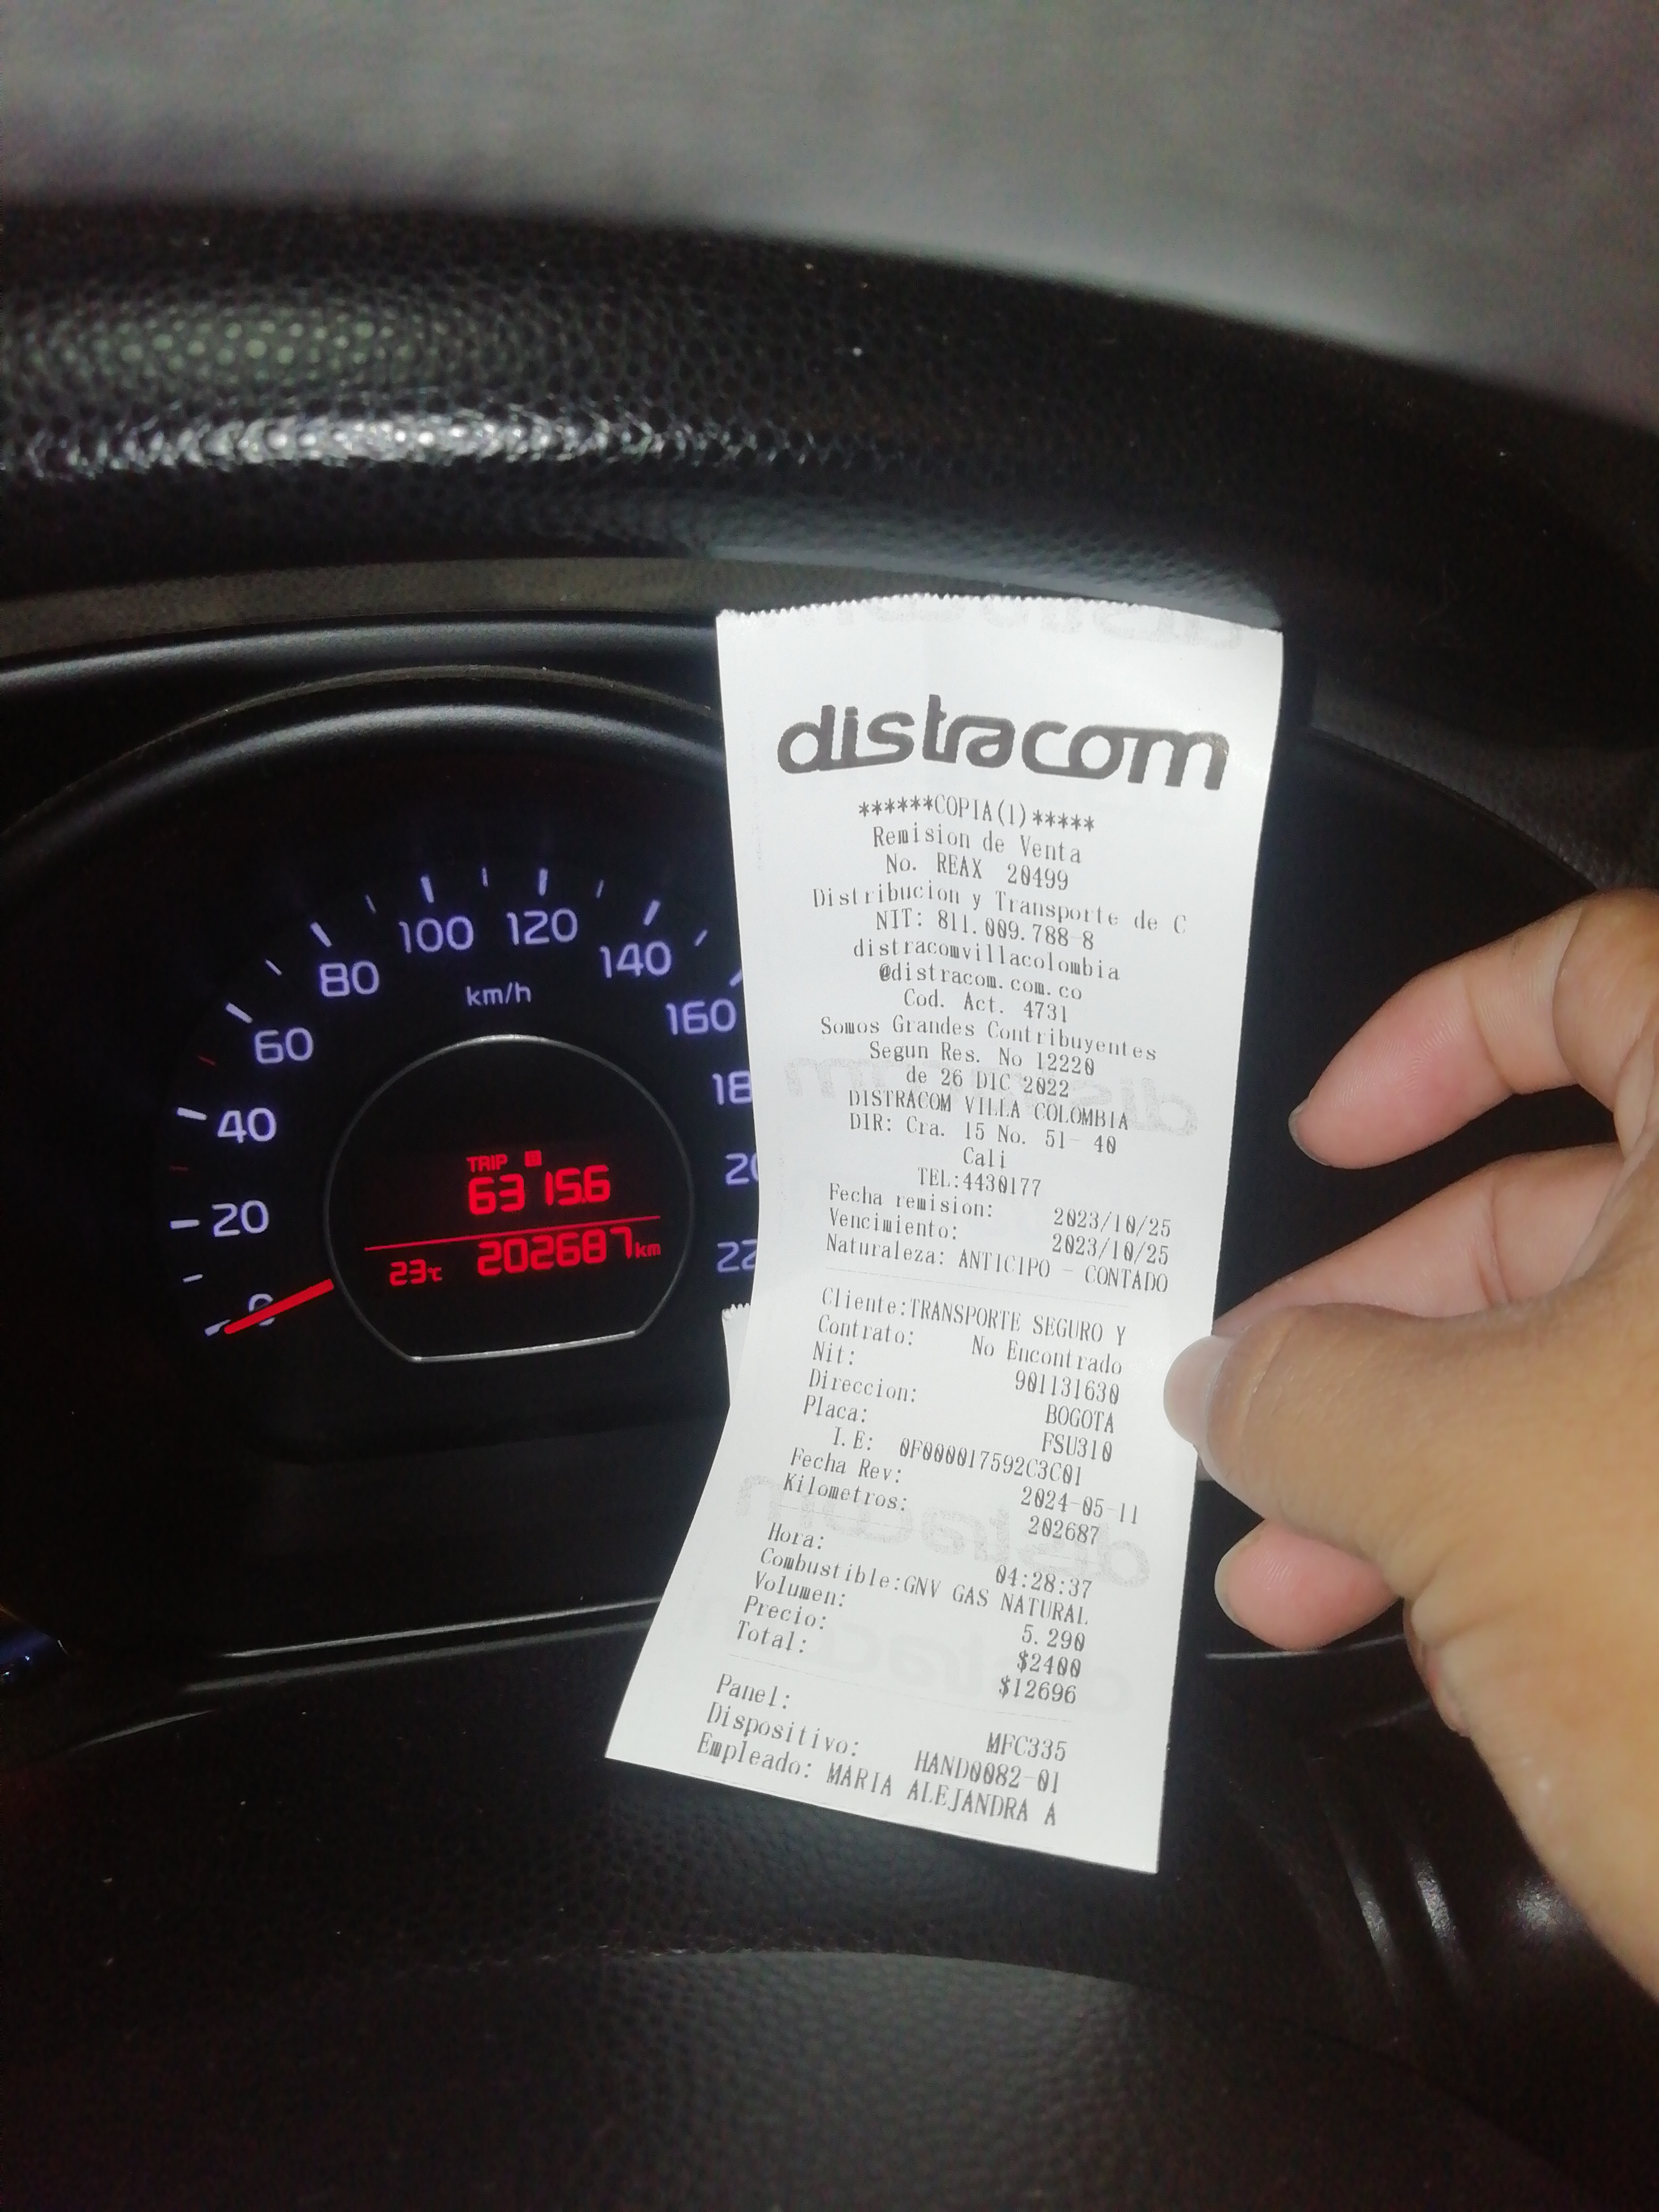 distracom
******COPIA(1)*****
Remision de Venta
No. REAX 20499
Distribucion y Transporte de C
NIT: 811.009.788-8
distracomvillacolombia
@distracom.com.co
Cod. Act. 4731
Somos Grandes Contribuyentes
Segun Res. No 12220
de 26 DIC 2022
DISTRACOM VILLA COLOMBIA
DIR: Cra. 15 No. 51- 40
Cali
TEL:4430177
Fecha remision: 2023/10/25
Vencimiento: 2023/10/25
Naturaleza: ANTICIPO - CONTADO
Cliente:TRANSPORTE SEGURO Y
Contrato: No Encontrado
Nit: 901131630
Direccion: BOGOTA
Placa: FSU310
I.E: 0F0000017592C3C01
Fecha Rev: 2024-05-11
Kilometros: 202687
Hora: 04:28:37
Combustible:GNV GAS NATURAL
Volumen: 5.290
Precio: $2400
Total: $12696
Panel: MFC335
Dispositivo: HAND0082-01
Empleado: MARIA ALEJANDRA A
100 120
80 140
km/h
60 160
40 18
20 20
0 22
TRIP
6315.6
23°C 202687km